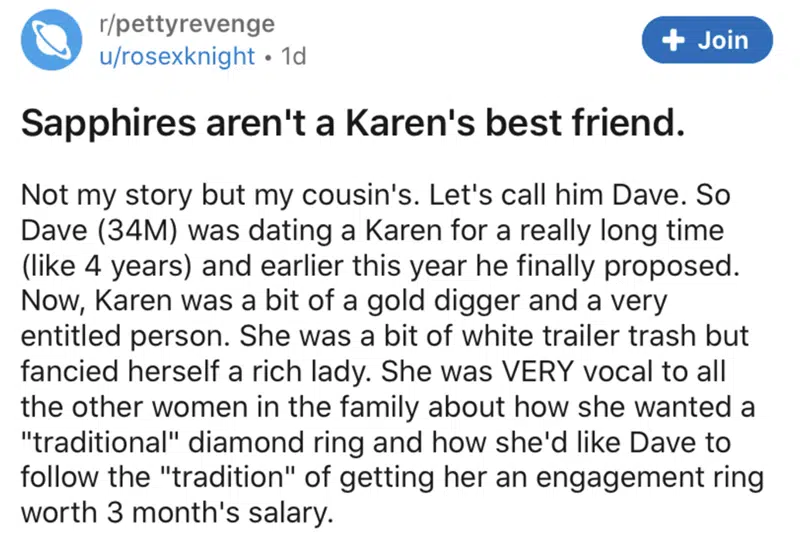 r/pettyrevenge
u/rosexknight • 1d
+ Join
Sapphires aren't a Karen's best friend.
Not my story but my cousin's. Let's call him Dave. So
Dave (34M) was dating a Karen for a really long time
(like 4 years) and earlier this year he finally proposed.
Now, Karen was a bit of a gold digger and a very
entitled person. She was a bit of white trailer trash but
fancied herself a rich lady. She was VERY vocal to all
the other women in the family about how she wanted a
"traditional" diamond ring and how she'd like Dave to
follow the "tradition" of getting her an engagement ring
worth 3 month's salary.